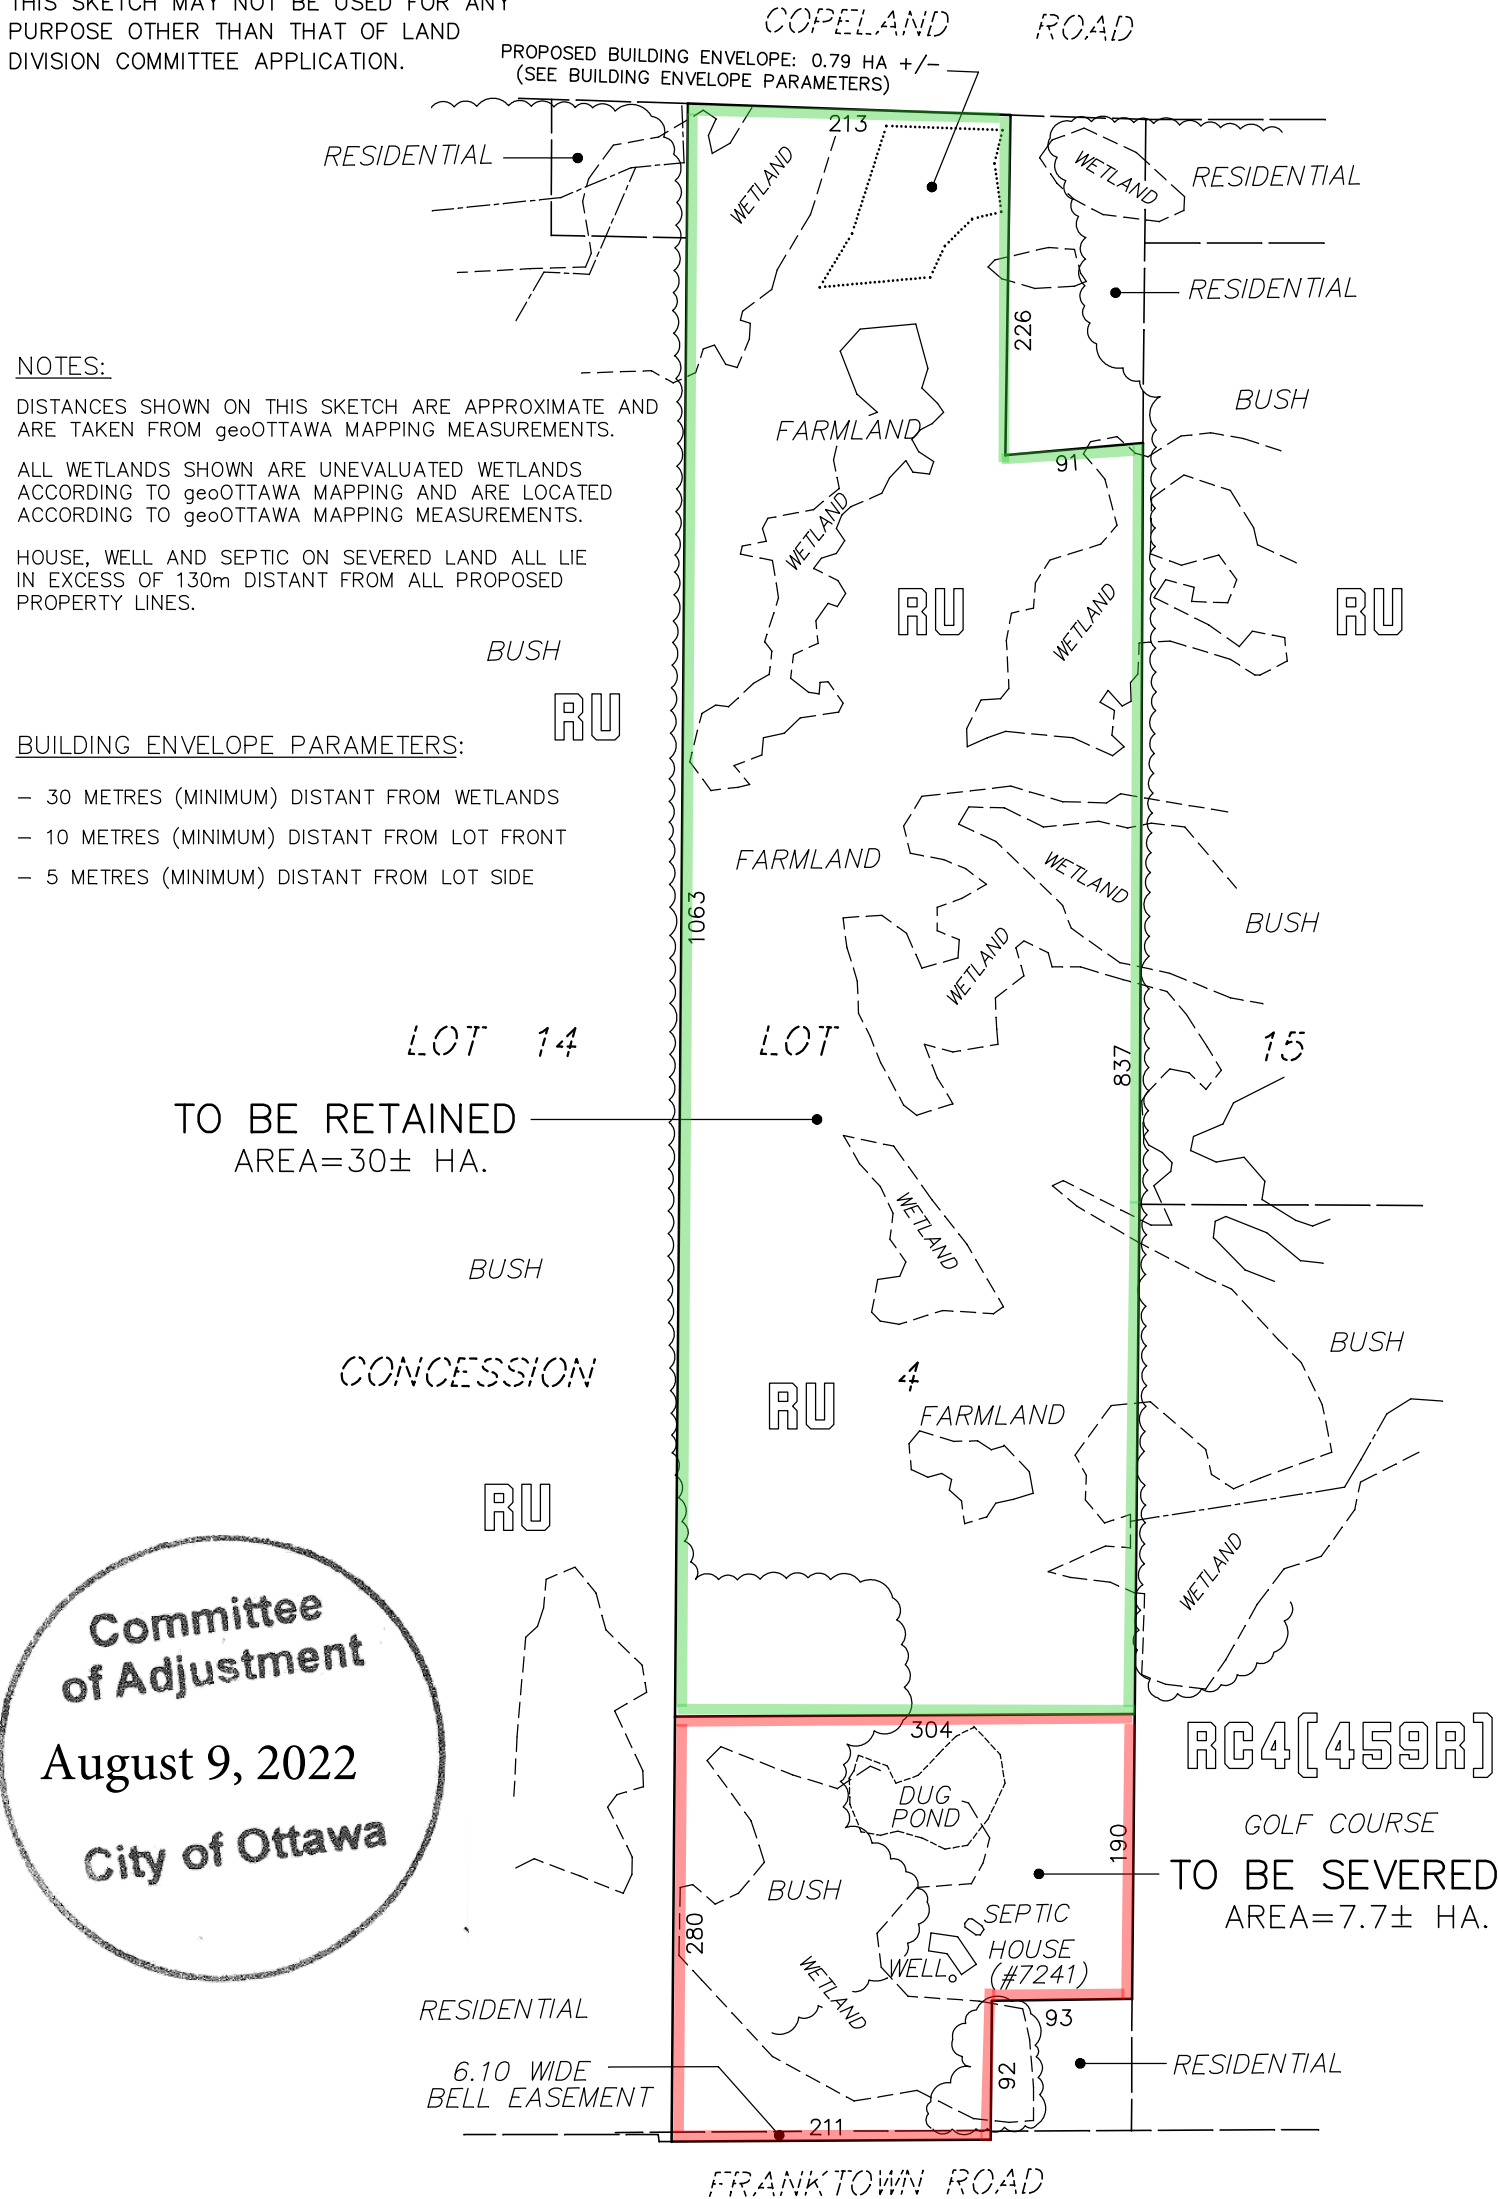 THIS SKETCH MAY NOT BE USED FOR ANY
PURPOSE OTHER THAN THAT OF LAND
DIVISION COMMITTEE APPLICATION.
COPELAND ROAD
PROPOSED BUILDING ENVELOPE: 0.79 HA +/-
(SEE BUILDING ENVELOPE PARAMETERS)
213
RESIDENTIAL
WETLAND
WETLAND
RESIDENTIAL
RESIDENTIAL
226
NOTES:
DISTANCES SHOWN ON THIS SKETCH ARE APPROXIMATE AND
ARE TAKEN FROM geoOTTAWA MAPPING MEASUREMENTS.
ALL WETLANDS SHOWN ARE UNEVALUATED WETLANDS
ACCORDING TO geoOTTAWA MAPPING AND ARE LOCATED
ACCORDING TO geoOTTAWA MAPPING MEASUREMENTS.
HOUSE, WELL AND SEPTIC ON SEVERED LAND ALL LIE
IN EXCESS OF 130m DISTANT FROM ALL PROPOSED
PROPERTY LINES.
BUSH
FARMLAND
91
WETLAND
RU
WETLAND
RU
BUSH
RU
BUILDING ENVELOPE PARAMETERS:
- 30 METRES (MINIMUM) DISTANT FROM WETLANDS
- 10 METRES (MINIMUM) DISTANT FROM LOT FRONT
- 5 METRES (MINIMUM) DISTANT FROM LOT SIDE
FARMLAND
WETLAND
1063
BUSH
WETLAND
LOT 14
LOT
837
15
TO BE RETAINED
AREA=30± HA.
WETLAND
BUSH
BUSH
CONCESSION
4
RU
FARMLAND
RU
WETLAND
Committee
of Adjustment
August 9, 2022
City of Ottawa
304
RC4[459R]
DUG
POND
GOLF COURSE
190
TO BE SEVERED
AREA=7.7± HA.
BUSH
280
SEPTIC
HOUSE
(#7241)
WELL
WETLAND
RESIDENTIAL
93
92
RESIDENTIAL
6.10 WIDE
BELL EASEMENT
211
FRANKTOWN ROAD